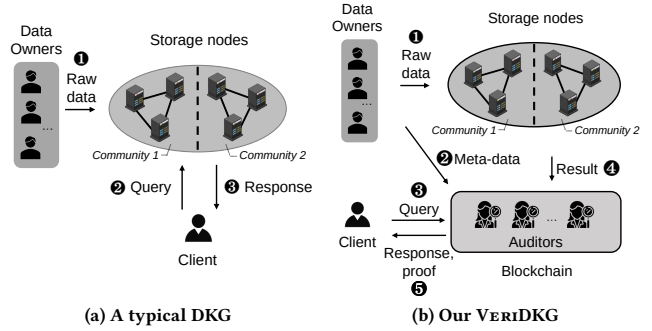 Data
Owners
...
❶
Raw
data
Storage nodes
Community 1
Community 2
❷ Query
❸ Response
Client
(a) A typical DKG
Data
Owners
...
❶
Raw
data
Storage nodes
Community 1
Community 2
❷ Meta-data
Result ❹
❸
Query
Client
Response,
proof
❺
...
Auditors
Blockchain
(b) Our VERIDKG